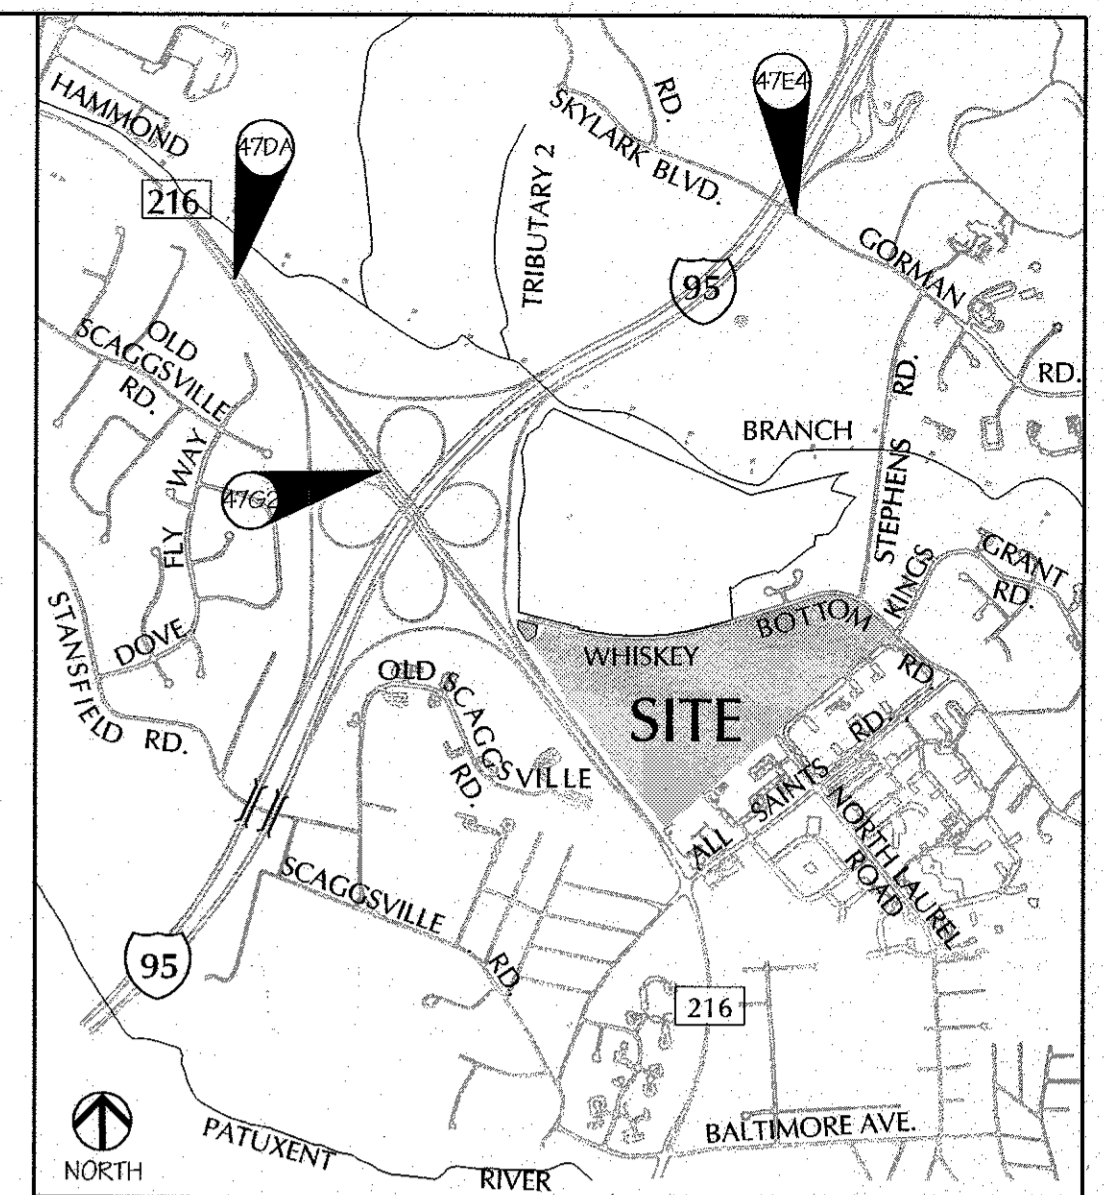 HAMMOND
216
47DA
47E4
RD.
SKYLARK BLVD.
TRIBUTARY 2
95
GORMAN
RD.
OLD
SCAGGSVILLE
RD.
FLY WAY
DOVE
47G2
BRANCH
STEPHENS RD.
KINGS
GRANT
RD.
STANSFIELD RD.
WHISKEY
BOTTOM
RD.
SITE
OLD SCAGGSVILLE
RD.
ALL SAINTS RD.
NORTH LAUREL
ROAD
SCAGGSVILLE RD.
95
216
BALTIMORE AVE.
PATUXENT
RIVER
NORTH